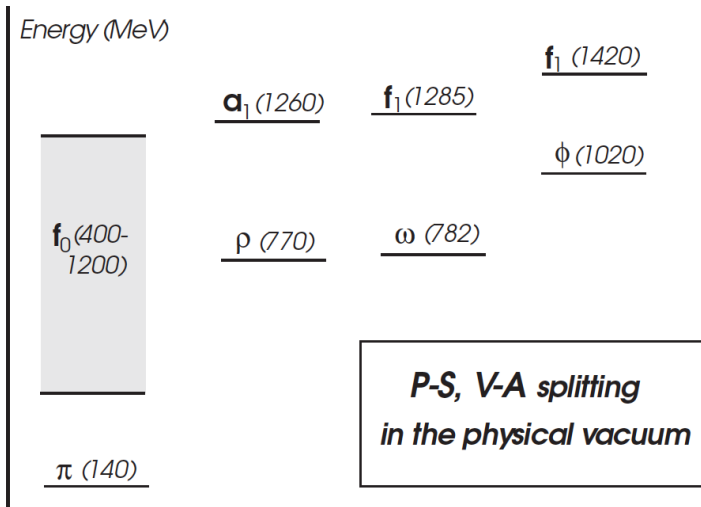 Energy (MeV)
f1 (1420)
a1 (1260)
f1 (1285)
ϕ (1020)
f0 (400-
1200)
ρ (770)
ω (782)
P-S, V-A splitting
in the physical vacuum
π (140)